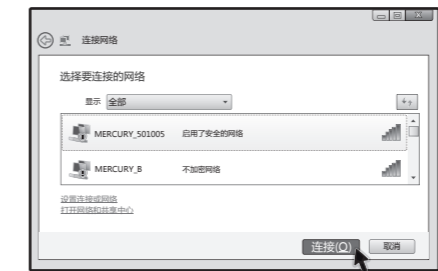 连接网络
选择要连接的网络
显示 全部
MERCURY_501005 启用了安全的网络
MERCURY_B 不加密网络
设置连接或网络
打开网络和共享中心
连接(O) 取消